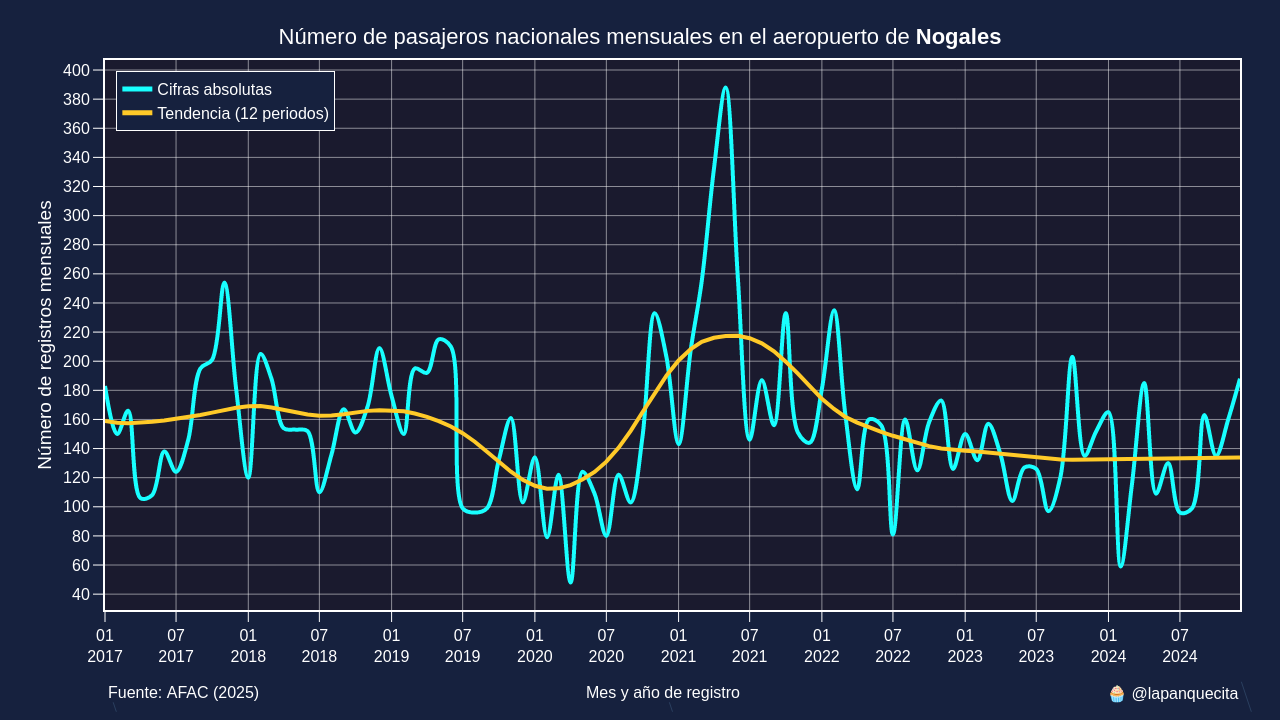 Número de pasajeros nacionales mensuales en el aeropuerto de Nogales
Cifras absolutas
Tendencia (12 periodos)
Número de registros mensuales
400
380
360
340
320
300
280
260
240
220
200
180
160
140
120
100
80
60
40
01 07 01 07 01 07 01 07 01 07 01 07 01 07 01 07
2017 2017 2018 2018 2019 2019 2020 2020 2021 2021 2022 2022 2023 2023 2024 2024
Fuente: AFAC (2025)
Mes y año de registro
🧁 @lapanquecita